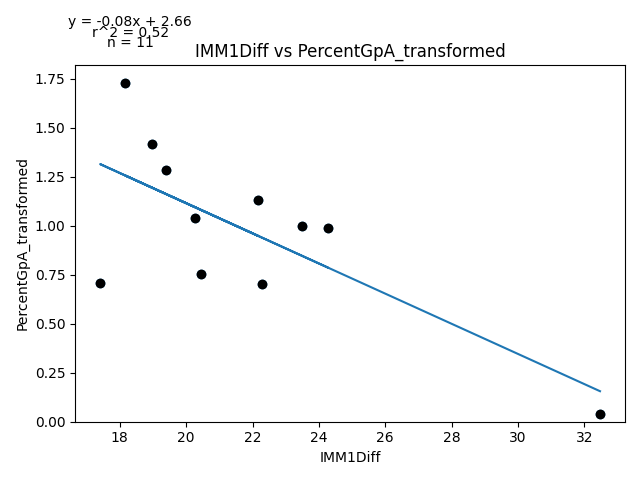 y = -0.08x + 2.66
r^2 = 0.52
n = 11
IMM1Diff vs PercentGpA_transformed
PercentGpA_transformed
1.75
1.50
1.25
1.00
0.75
0.50
0.25
0.00
18 20 22 24 26 28 30 32
IMM1Diff